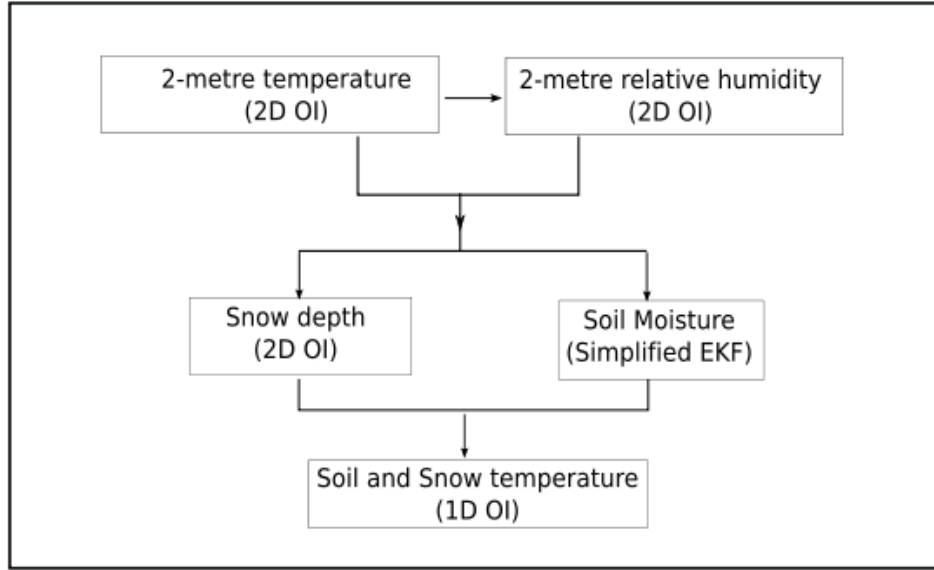 2-metre temperature
(2D OI)
2-metre relative humidity
(2D OI)
Snow depth
(2D OI)
Soil Moisture
(Simplified EKF)
Soil and Snow temperature
(1D OI)